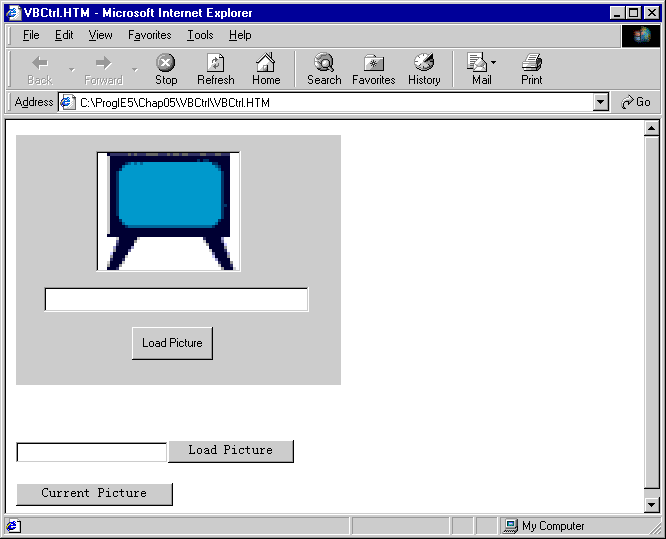 VBCtrl.HTM - Microsoft Internet Explorer
File Edit View Favorites Tools Help
Back Forward Stop Refresh Home Search Favorites History Mail Print
Address C:\ProgIE5\Chap05\VBCtrl\VBCtrl.HTM Go
Load Picture
Load Picture
Current Picture
My Computer